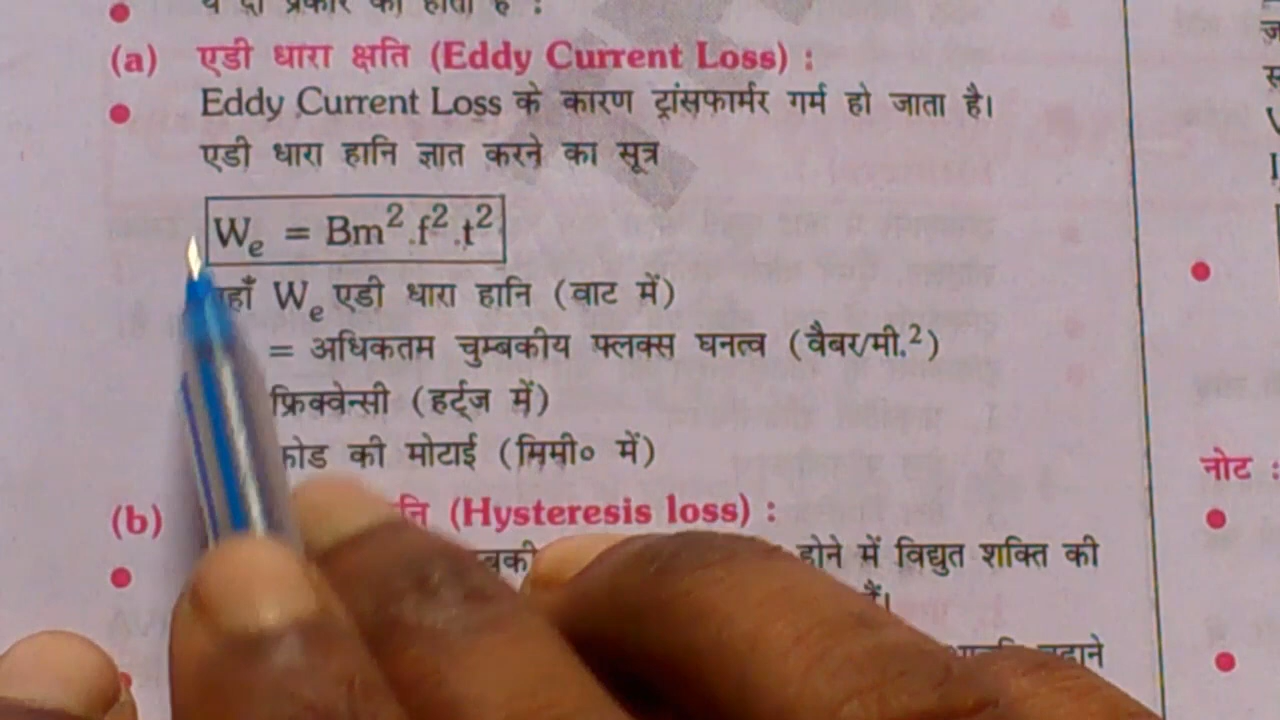 ये दो प्रकार की होती है :
(a) एडी धारा क्षति (Eddy Current Loss) :
Eddy Current Loss के कारण ट्रांसफार्मर गर्म हो जाता है।
एडी धारा हानि ज्ञात करने का सूत्र
Wₑ = Bm².f².t²
Wₑ एडी धारा हानि (वाट में)
= अधिकतम चुम्बकीय फ्लक्स घनत्व (वैबर/मी.²)
फ्रिक्वेन्सी (हर्ट्ज में)
की मोटाई (मिमी० में)
(b) (Hysteresis loss) :
होने में विद्युत शक्ति की
नोट :